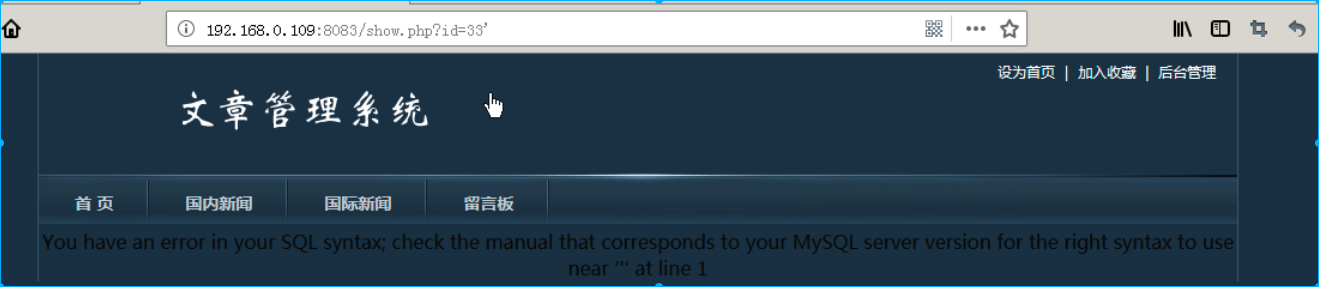 192.168.0.109:8083/show.php?id=33'
设为首页 | 加入收藏 | 后台管理
文章管理系统
首 页 国内新闻 国际新闻 留言板
You have an error in your SQL syntax; check the manual that corresponds to your MySQL server version for the right syntax to use
near ''' at line 1